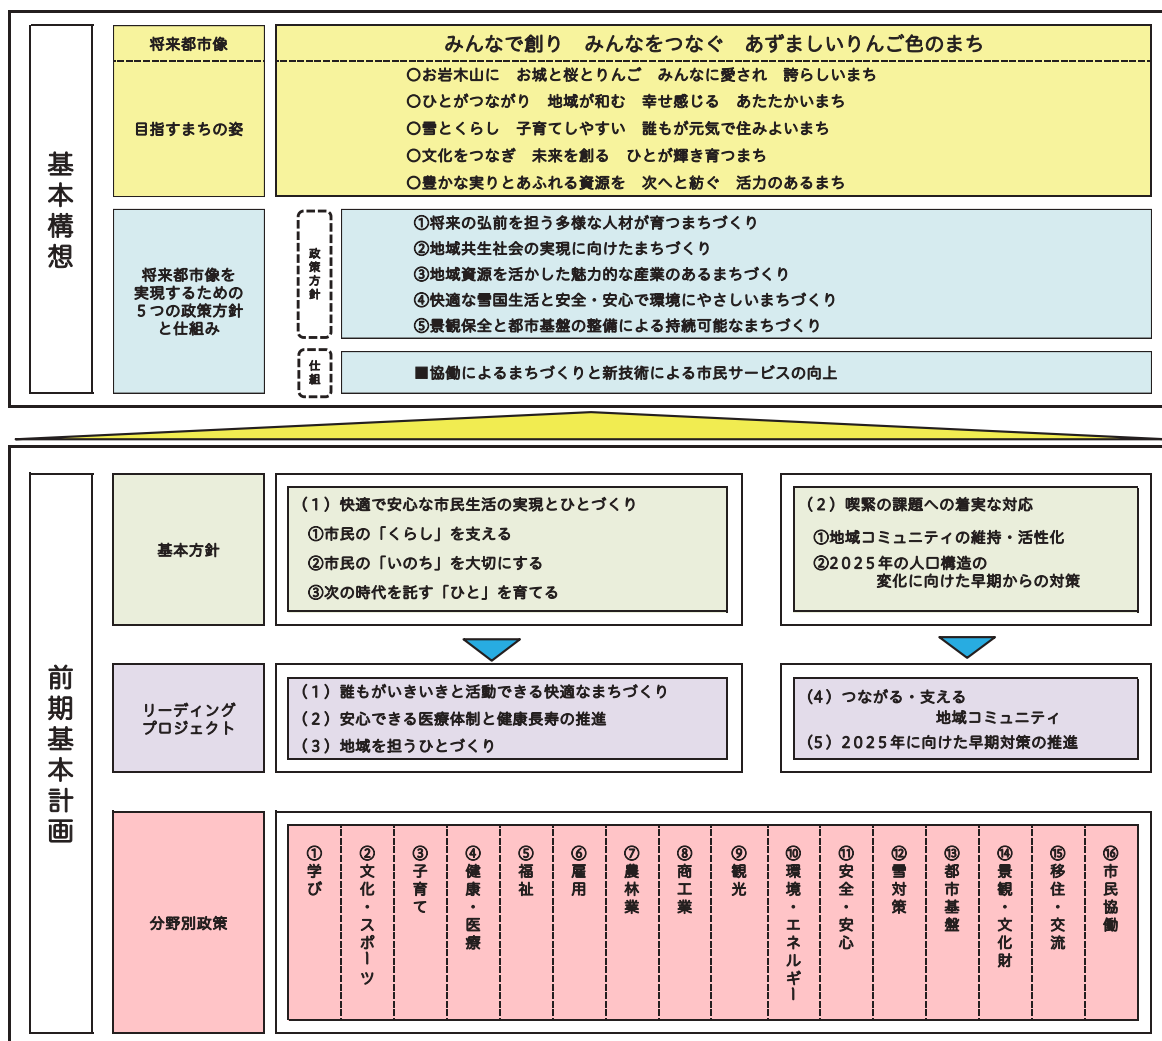 基本構想
将来都市像
みんなで創り　みんなをつなぐ　あずましいりんご色のまち
目指すまちの姿
○お岩木山に　お城と桜とりんご　みんなに愛され　誇らしいまち
○ひとがつながり　地域が和む　幸せ感じる　あたたかいまち
○雪とくらし　子育てしやすい　誰もが元気で住みよいまち
○文化をつなぎ　未来を創る　ひとが輝き育つまち
○豊かな実りとあふれる資源を　次へと紡ぐ　活力のあるまち
将来都市像を
実現するための
5つの政策方針
と仕組み
政策方針
①将来の弘前を担う多様な人材が育つまちづくり
②地域共生社会の実現に向けたまちづくり
③地域資源を活かした魅力的な産業のあるまちづくり
④快適な雪国生活と安全・安心で環境にやさしいまちづくり
⑤景観保全と都市基盤の整備による持続可能なまちづくり
仕組
■協働によるまちづくりと新技術による市民サービスの向上
前期基本計画
基本方針
（1）快適で安心な市民生活の実現とひとづくり
①市民の「くらし」を支える
②市民の「いのち」を大切にする
③次の時代を託す「ひと」を育てる
（2）喫緊の課題への着実な対応
①地域コミュニティの維持・活性化
②2025年の人口構造の
変化に向けた早期からの対策
リーディング
プロジェクト
（1）誰もがいきいきと活動できる快適なまちづくり
（2）安心できる医療体制と健康長寿の推進
（3）地域を担うひとづくり
（4）つながる・支える
地域コミュニティ
（5）2025年に向けた早期対策の推進
分野別政策
①学び
②文化・スポーツ
③子育て
④健康・医療
⑤福祉
⑥雇用
⑦農林業
⑧商工業
⑨観光
⑩環境・エネルギー
⑪安全・安心
⑫雪対策
⑬都市基盤
⑭景観・文化財
⑮移住・交流
⑯市民協働